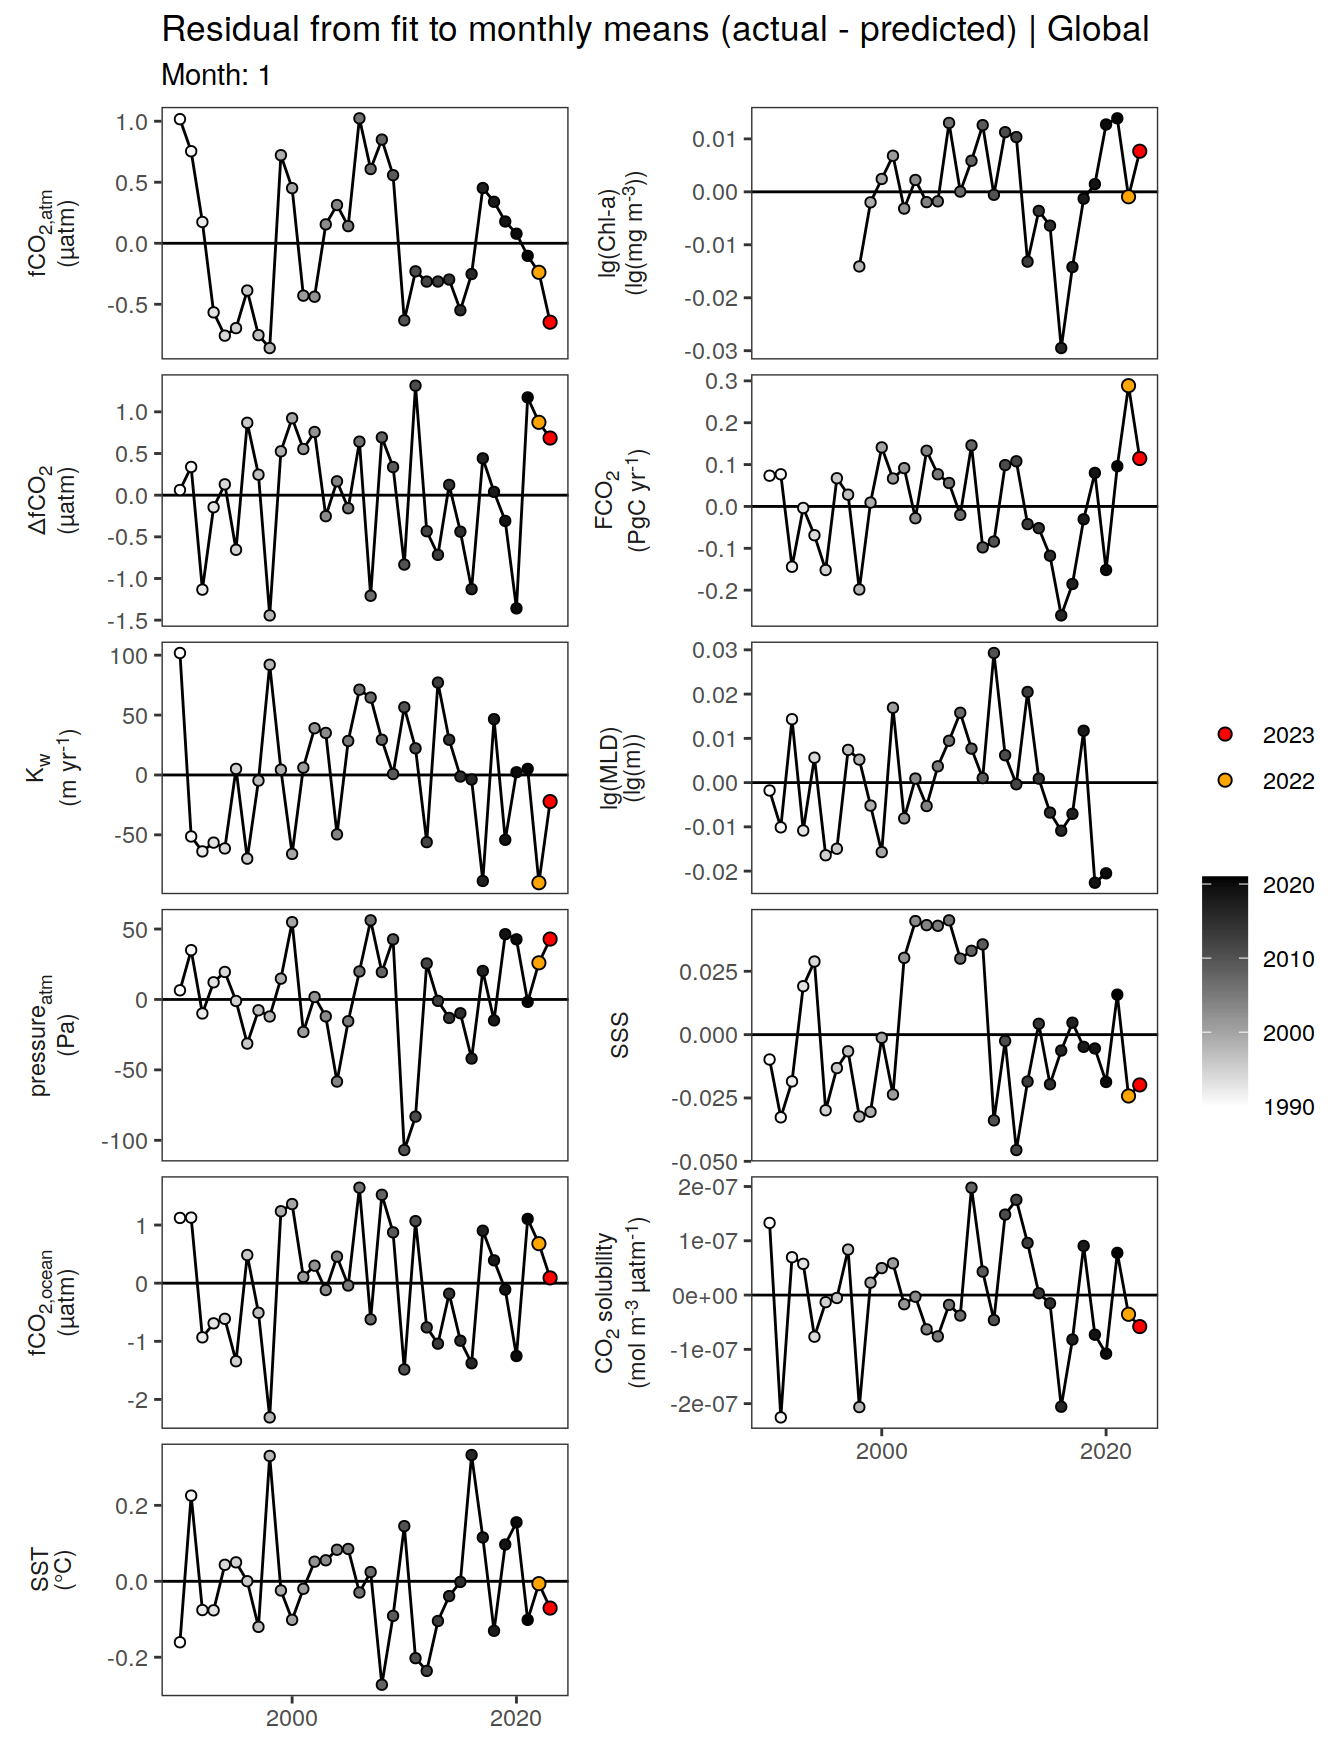 Residual from fit to monthly means (actual - predicted) | Global
Month: 1
fCO2,atm
(µatm)
1.0
0.5
0.0
-0.5
lg(Chl-a)
(lg(mg m-3))
0.01
0.00
-0.01
-0.02
-0.03
ΔfCO2
(µatm)
1.0
0.5
0.0
-0.5
-1.0
-1.5
FCO2
(PgC yr-1)
0.3
0.2
0.1
0.0
-0.1
-0.2
Kw
(m yr-1)
100
50
0
-50
lg(MLD)
(lg(m))
0.03
0.02
0.01
0.00
-0.01
-0.02
pressureatm
(Pa)
50
0
-50
-100
SSS
0.025
0.000
-0.025
-0.050
fCO2,ocean
(µatm)
1
0
-1
-2
CO2 solubility
(mol m-3 µatm-1)
2e-07
1e-07
0e+00
-1e-07
-2e-07
2000
2020
SST
(°C)
0.2
0.0
-0.2
2000
2020
2023
2022
2020
2010
2000
1990